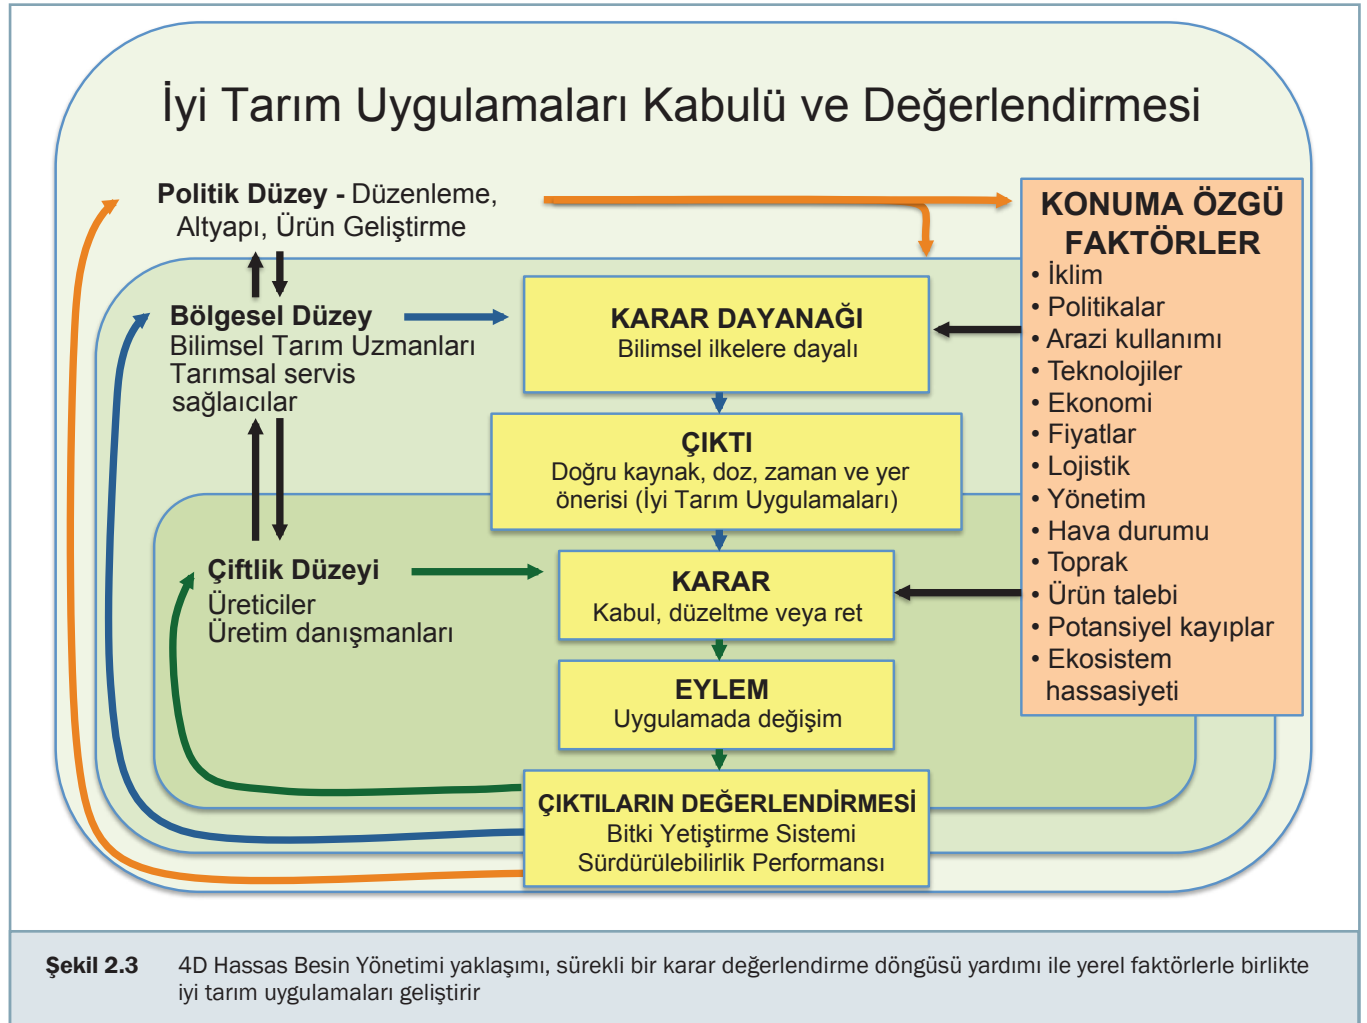 İyi Tarım Uygulamaları Kabulü ve Değerlendirmesi
Politik Düzey - Düzenleme,
Altyapı, Ürün Geliştirme
Bölgesel Düzey
Bilimsel Tarım Uzmanları
Tarımsal servis
sağlaıcılar
Çiftlik Düzeyi
Üreticiler
Üretim danışmanları
KARAR DAYANAĞI
Bilimsel ilkelere dayalı
ÇIKTI
Doğru kaynak, doz, zaman ve yer
önerisi (İyi Tarım Uygulamaları)
KARAR
Kabul, düzeltme veya ret
EYLEM
Uygulamada değişim
ÇIKTILARIN DEĞERLENDİRMESİ
Bitki Yetiştirme Sistemi
Sürdürülebilirlik Performansı
KONUMA ÖZGÜ
FAKTÖRLER
• İklim
• Politikalar
• Arazi kullanımı
• Teknolojiler
• Ekonomi
• Fiyatlar
• Lojistik
• Yönetim
• Hava durumu
• Toprak
• Ürün talebi
• Potansiyel kayıplar
• Ekosistem
hassasiyeti
Şekil 2.3 4D Hassas Besin Yönetimi yaklaşımı, sürekli bir karar değerlendirme döngüsü yardımı ile yerel faktörlerle birlikte
iyi tarım uygulamaları geliştirir